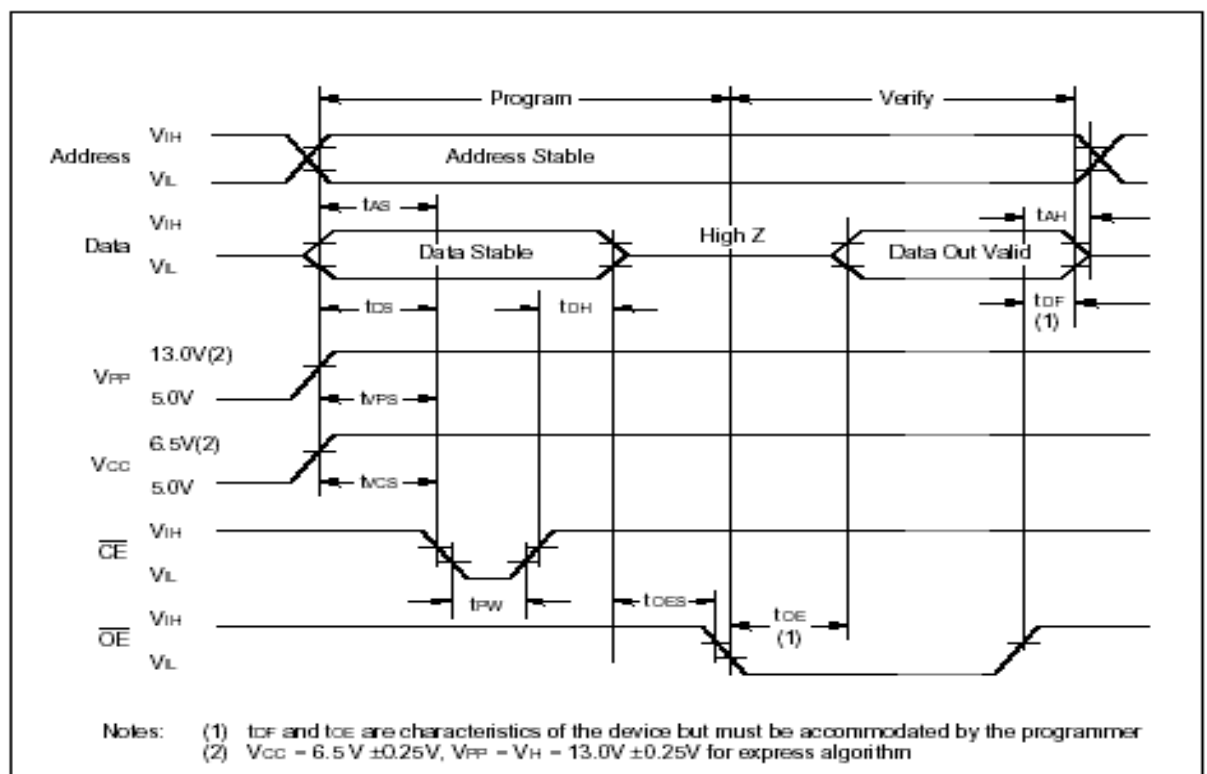 Program
Verify
Address
VIH
VIL
Address Stable
tAS
tAH
Data
VIH
VIL
Data Stable
High Z
Data Out Valid
tDS
tDH
tDF
(1)
VPP
13.0V(2)
5.0V
tVPS
VCC
6.5V(2)
5.0V
tVCS
CE
VIH
VIL
tPW
tOES
tOE
(1)
OE
VIH
VIL
Notes: (1) tDF and tOE are characteristics of the device but must be accommodated by the programmer
(2) VCC = 6.5 V ±0.25V, VPP = VH = 13.0V ±0.25V for express algorithm